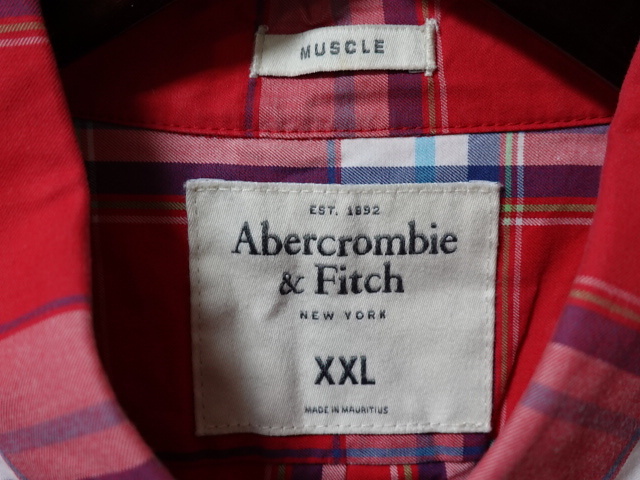 MUSCLE
EST. 1892
Abercrombie
& Fitch
NEW YORK
XXL
MADE IN MAURITIUS